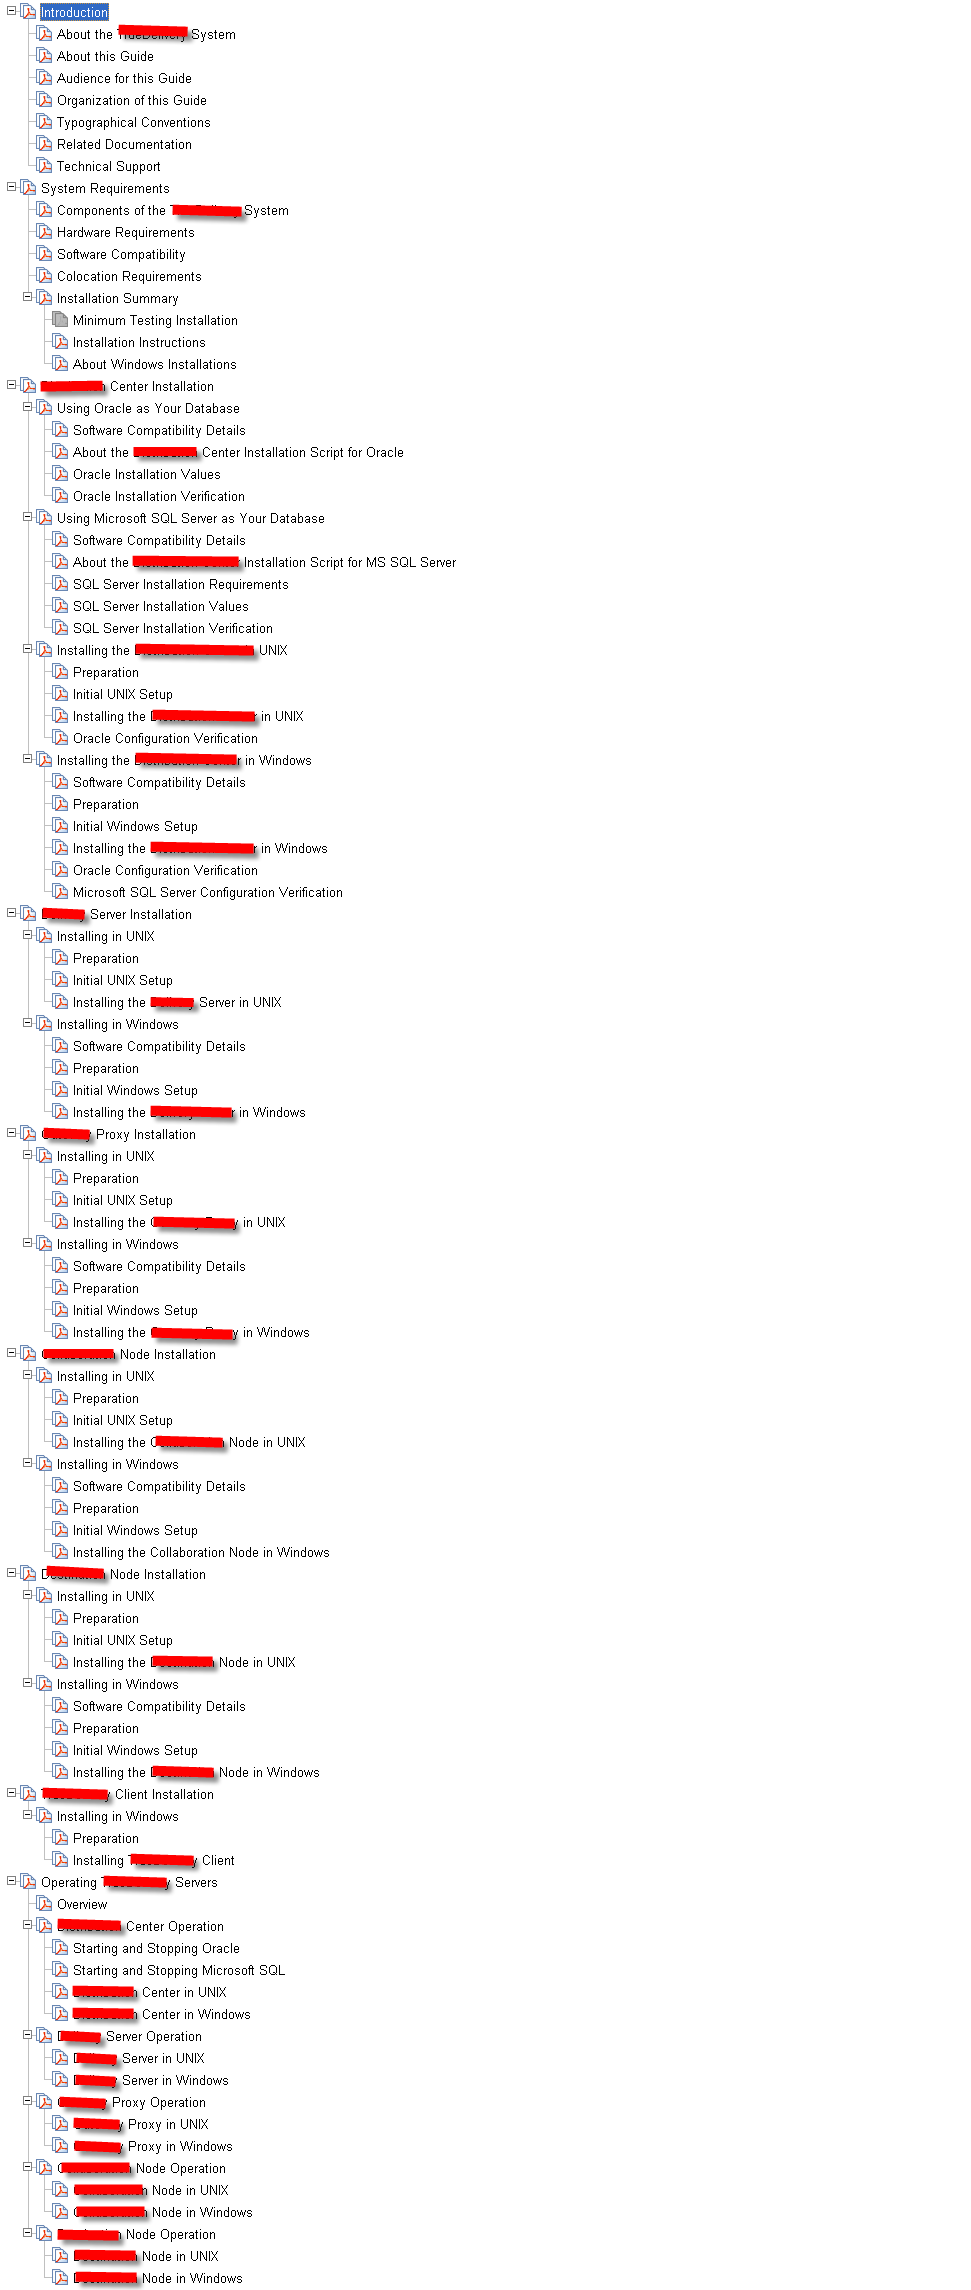 Introduction
About the System
About this Guide
Audience for this Guide
Organization of this Guide
Typographical Conventions
Related Documentation
Technical Support
System Requirements
Components of the System
Hardware Requirements
Software Compatibility
Colocation Requirements
Installation Summary
Minimum Testing Installation
Installation Instructions
About Windows Installations
Center Installation
Using Oracle as Your Database
Software Compatibility Details
About the Center Installation Script for Oracle
Oracle Installation Values
Oracle Installation Verification
Using Microsoft SQL Server as Your Database
Software Compatibility Details
About the Installation Script for MS SQL Server
SQL Server Installation Requirements
SQL Server Installation Values
SQL Server Installation Verification
Installing the UNIX
Preparation
Initial UNIX Setup
Installing the in UNIX
Oracle Configuration Verification
Installing the in Windows
Software Compatibility Details
Preparation
Initial Windows Setup
Installing the in Windows
Oracle Configuration Verification
Microsoft SQL Server Configuration Verification
Server Installation
Installing in UNIX
Preparation
Initial UNIX Setup
Installing the Server in UNIX
Installing in Windows
Software Compatibility Details
Preparation
Initial Windows Setup
Installing the in Windows
Proxy Installation
Installing in UNIX
Preparation
Initial UNIX Setup
Installing the in UNIX
Installing in Windows
Software Compatibility Details
Preparation
Initial Windows Setup
Installing the in Windows
Node Installation
Installing in UNIX
Preparation
Initial UNIX Setup
Installing the Node in UNIX
Installing in Windows
Software Compatibility Details
Preparation
Initial Windows Setup
Installing the Collaboration Node in Windows
Node Installation
Installing in UNIX
Preparation
Initial UNIX Setup
Installing the Node in UNIX
Installing in Windows
Software Compatibility Details
Preparation
Initial Windows Setup
Installing the Node in Windows
Client Installation
Installing in Windows
Preparation
Installing Client
Operating Servers
Overview
Center Operation
Starting and Stopping Oracle
Starting and Stopping Microsoft SQL
Center in UNIX
Center in Windows
Server Operation
Server in UNIX
Server in Windows
Proxy Operation
Proxy in UNIX
Proxy in Windows
Node Operation
Node in UNIX
Node in Windows
Node Operation
Node in UNIX
Node in Windows